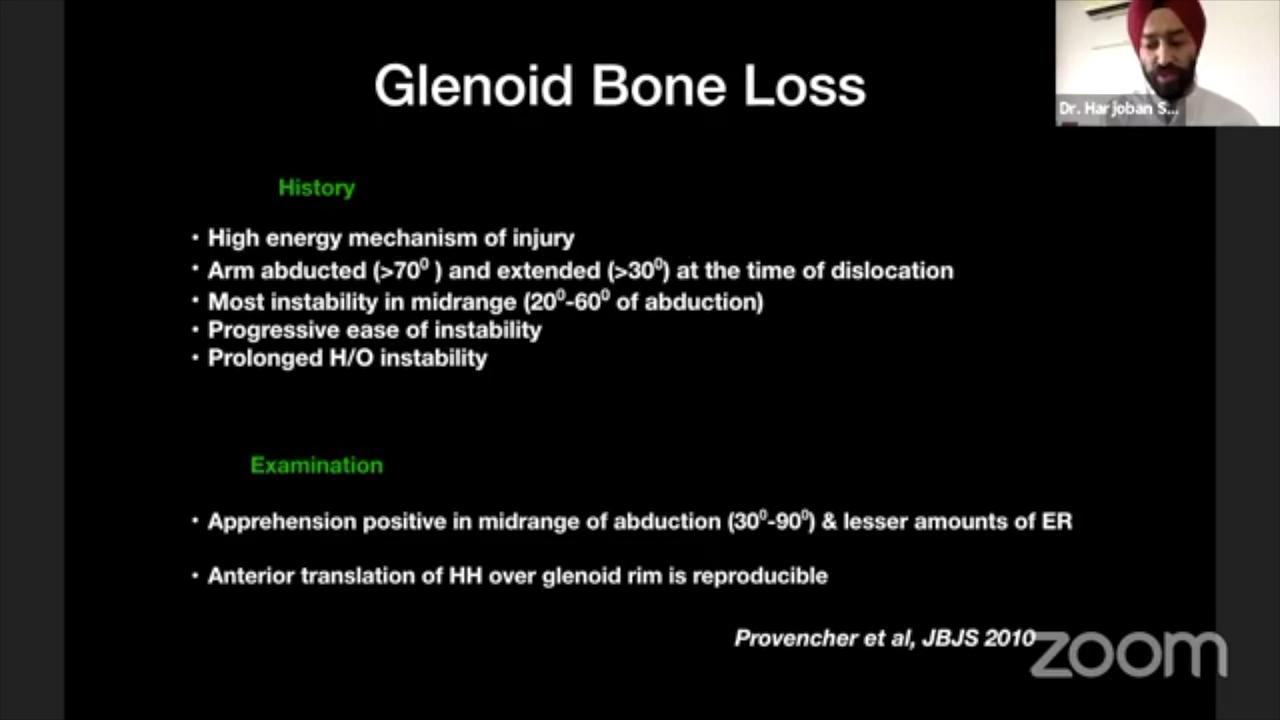 Glenoid Bone Loss
Dr. Harjoban S...
History
• High energy mechanism of injury
• Arm abducted (>70⁰ ) and extended (>30⁰) at the time of dislocation
• Most instability in midrange (20⁰-60⁰ of abduction)
• Progressive ease of instability
• Prolonged H/O instability
Examination
• Apprehension positive in midrange of abduction (30⁰-90⁰) & lesser amounts of ER
• Anterior translation of HH over glenoid rim is reproducible
Provencher et al, JBJS 2010
zoom